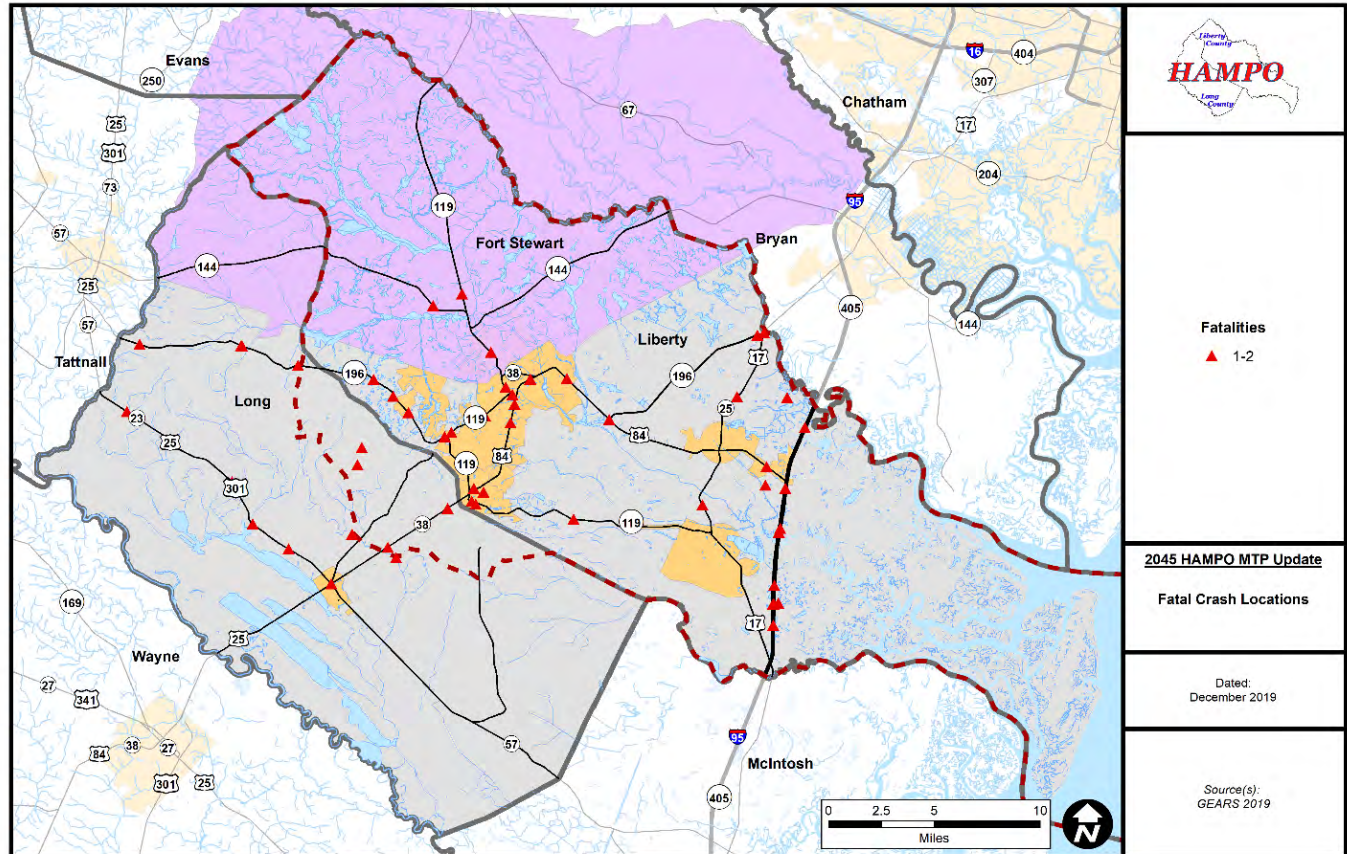 Evans
250
25
301
73
57
25
57
Tattnall
16
404
307
Chatham
17
67
204
95
Bryan
405
144
119
Fort Stewart
144
144
Liberty
17
196
38
196
Long
119
25
84
23
25
119
84
301
38
119
17
169
25
Wayne
27
341
84
38
27
301
25
57
95
McIntosh
405
0 2.5 5 10
Miles
N
Liberty
County
HAMPO
Long
County
Fatalities
1-2
2045 HAMPO MTP Update
Fatal Crash Locations
Dated:
December 2019
Source(s):
GEARS 2019